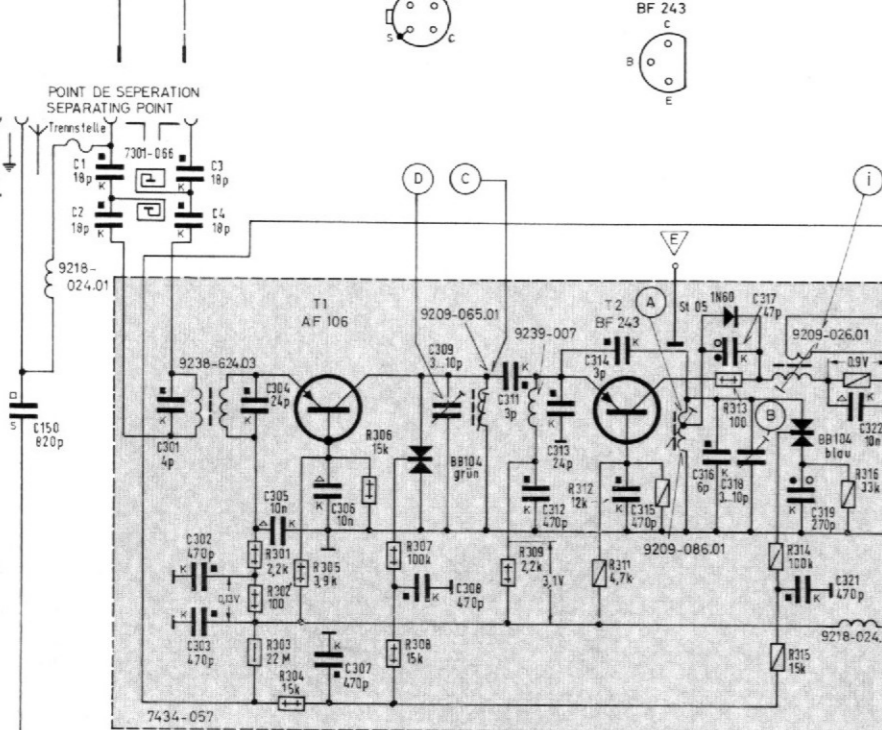 BF 243
C
B
E
S
C
POINT DE SEPERATION
SEPARATING POINT
Trennstelle
7301-066
C1
18p
K
C3
18p
K
C2
18p
K
C4
18p
K
D
C
i
E
9218-
024.01
T1
AF 106
9209-065.01
9239-007
T2
BF 243
A
St 05
1N60
C317
47p
K
9209-026.01
9238-624.03
C309
3...10p
K
C314
3p
K
0,9V
C304
24p
K
C311
3p
K
R313
100
B
C322
10n
K
C150
820p
S
C301
4p
K
R306
15k
BB104
grün
C313
24p
K
BB104
blau
C305
10n
K
C306
10n
K
C312
470p
K
R312
12k
C315
470p
K
C316
6p
K
C318
3...10p
K
C319
270p
K
R316
33k
9209-086.01
C302
470p
K
R301
2,2k
R305
3,9k
R307
100k
R309
2,2k
3,1V
R311
4,7k
R314
100k
0,13V
R302
100
C308
470p
K
C321
470p
K
C303
470p
K
R303
22 M
C307
470p
K
R308
15k
9218-024.
R315
15k
R304
15k
7434-057